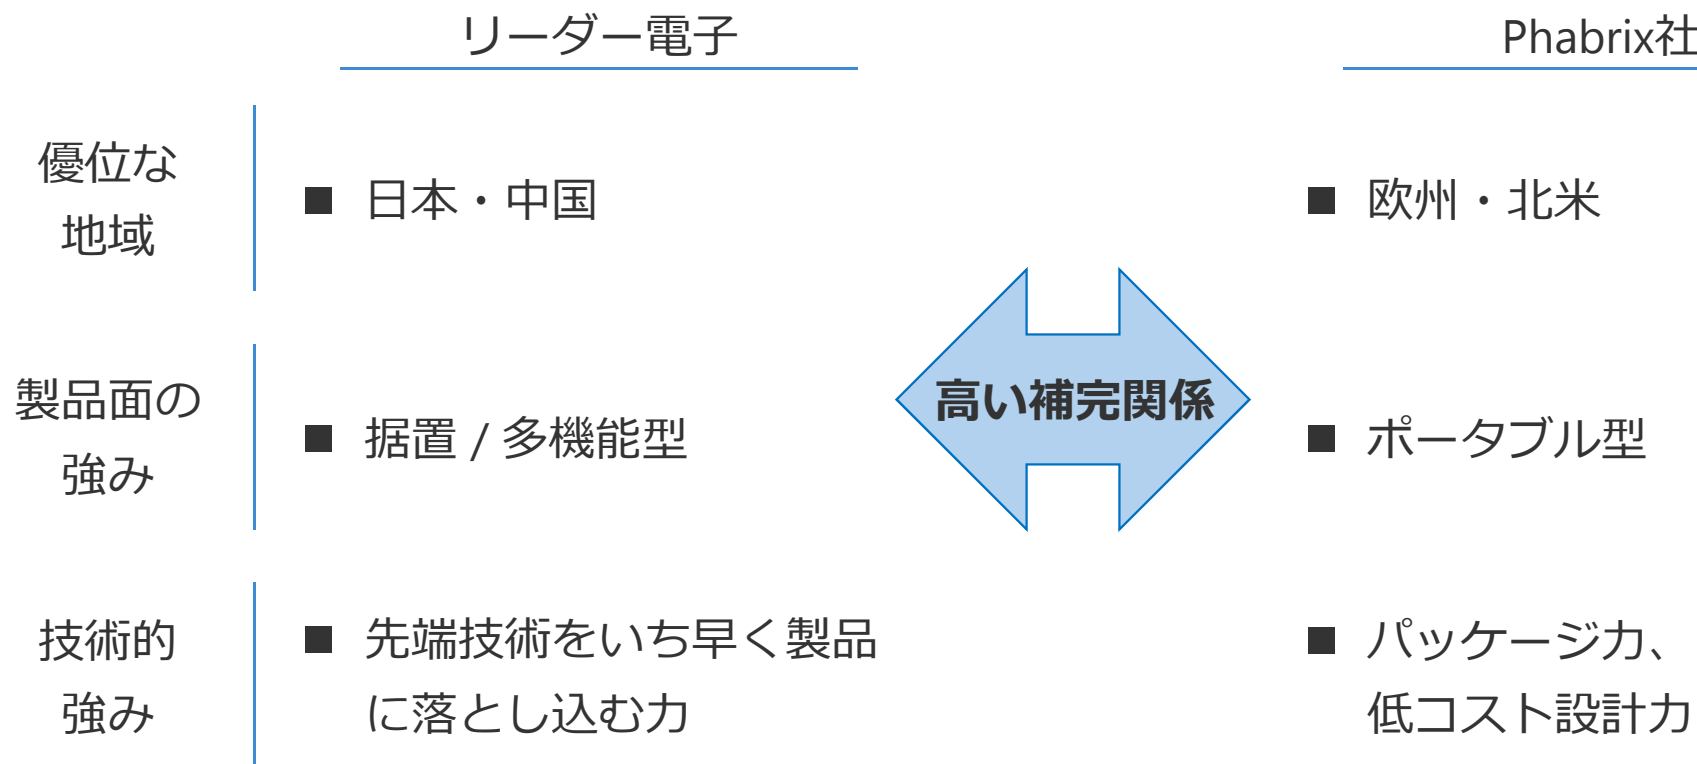 リーダー電子
Phabrix社
優位な
地域
■ 日本・中国
■ 欧州・北米
製品面の
強み
■ 据置 / 多機能型
高い補完関係
■ ポータブル型
技術的
強み
■ 先端技術をいち早く製品
に落とし込む力
■ パッケージ力、
低コスト設計力